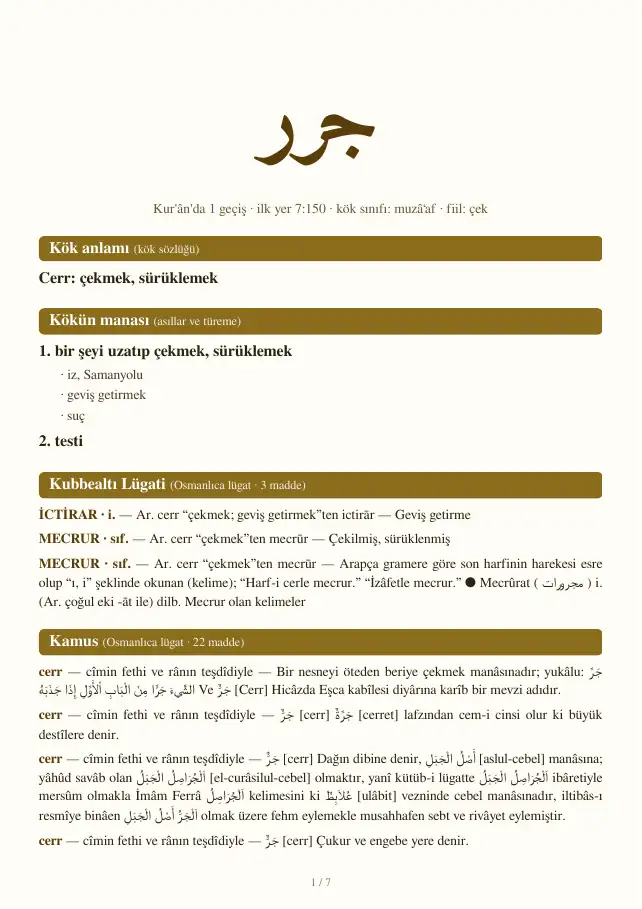 جرر
Kur'ân'da 1 geçiş · ilk yer 7:150 · kök sınıfı: muzâ'af · fiil: çek
Kök anlamı (kök sözlüğü)
Cerr: çekmek, sürüklemek
Kökün manası (asıllar ve türeme)
1. bir şeyi uzatıp çekmek, sürüklemek
· iz, Samanyolu
· geviş getirmek
· suç
2. testi
Kubbealtı Lügati (Osmanlıca lügat · 3 madde)
İCTİRAR · i. — Ar. cerr “çekmek; geviş getirmek”ten ictirār — Geviş getirme
MECRUR · sıf. — Ar. cerr “çekmek”ten mecrūr — Çekilmiş, sürüklenmiş
MECRUR · sıf. — Ar. cerr “çekmek”ten mecrūr — Arapça gramere göre son harfinin harekesi esre
olup “ı, i” şeklinde okunan (kelime); “Harf-i cerle mecrur.” “İzâfetle mecrur.” ● Mecrûrat ( مجرورات ) i.
(Ar. çoğul eki -āt ile) dilb. Mecrur olan kelimeler
Kamus (Osmanlıca lügat · 22 madde)
cerr — cîmin fethi ve rânın teşdîdiyle — Bir nesneyi öteden beriye çekmek manâsınadır; yukâlu: جَرَّ
الشَّيْءَ جَرًّا مِنَ الْبَابِ الْأَوَّلِ إِذَا جَذَبَهُ Ve جَرٌّ [Cerr] Hicâzda Eşca kabîlesi diyârına karîb bir mevzi adıdır.
cerr — cîmin fethi ve rânın teşdîdiyle — جَرٌّ [cerr] جَرَّةٌ [cerret] lafzından cem-i cinsi olur ki büyük
destîlere denir.
cerr — cîmin fethi ve rânın teşdîdiyle — جَرٌّ [cerr] Dağın dibine denir, أَصْلُ الْجَبَلِ [aslul-cebel] manâsına;
yâhûd savâb olan اَلْجُرَاصِلُ الْجَبَلُ [el-curâsilul-cebel] olmaktır, yanî kütüb-i lügatte اَلْجُرَاصِلُ الْجَبَلُ ibâretiyle
mersûm olmakla İmâm Ferrâ اَلْجُرَاصِلُ kelimesini ki عُلَابِطٌ [ulâbit] vezninde cebel manâsınadır, iltibâs-ı
resmîye binâen اَلْجَرُّ أَصْلُ الْجَبَلِ olmak üzere fehm eylemekle musahhafen sebt ve rivâyet eylemiştir.
cerr — cîmin fethi ve rânın teşdîdiyle — جَرٌّ [cerr] Çukur ve engebe yere denir.
1 / 7